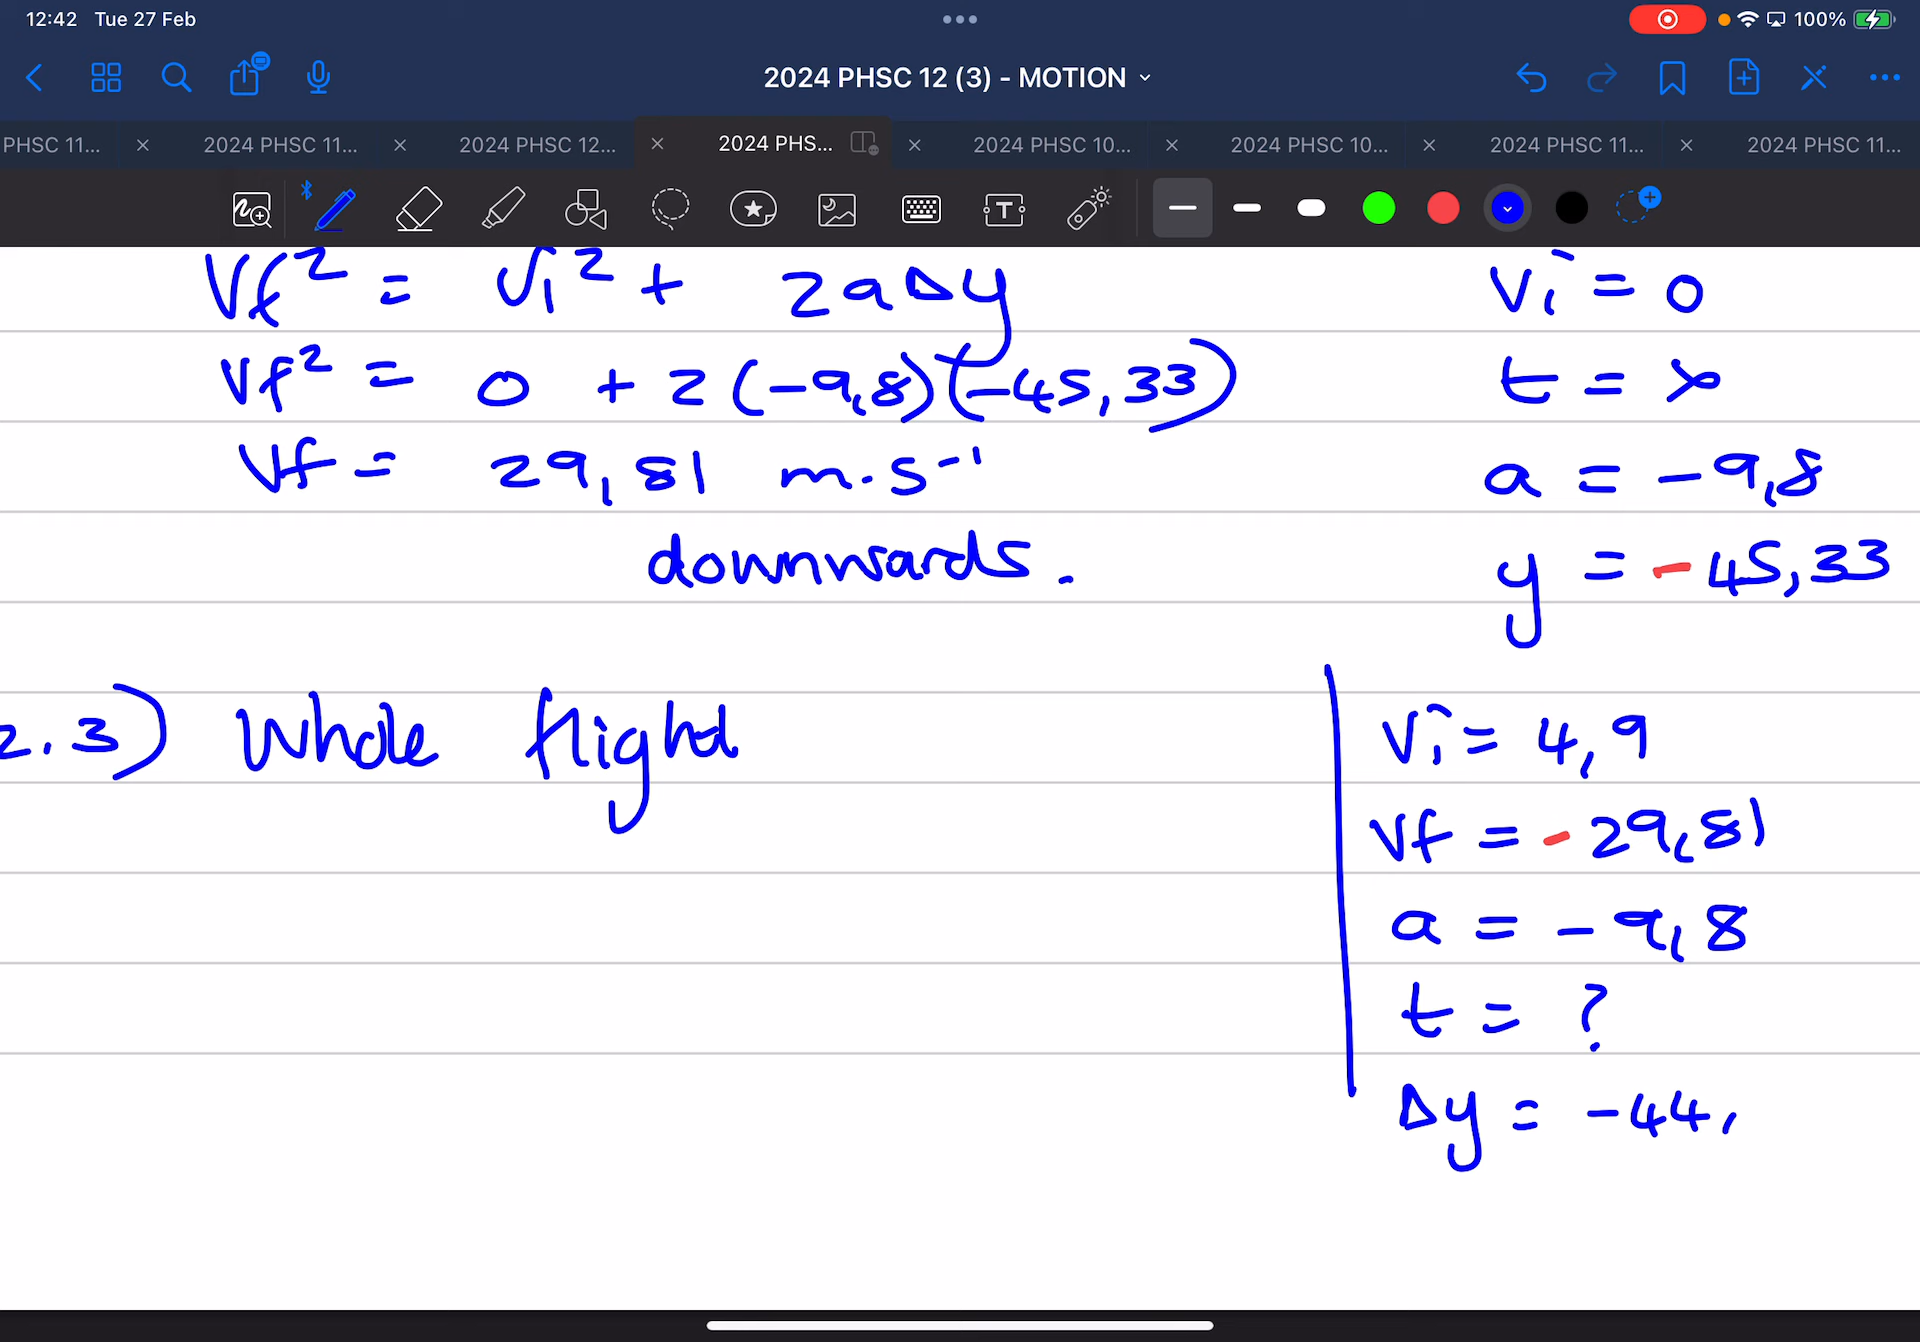 12:42 Tue 27 Feb
100%
2024 PHSC 12 (3) - MOTION
PHSC 11... 2024 PHSC 11... 2024 PHSC 12... 2024 PHS... 2024 PHSC 10... 2024 PHSC 10... 2024 PHSC 11... 2024 PHSC 11...
Vf² = Vi² + 2aΔy
Vf² = 0 + 2(-9,8)(-45,33)
Vf = 29,81 m·s⁻¹
downwards.
Vi = 0
t = x
a = -9,8
y = -45,33
2.3) Whole flight
Vi = 4,9
Vf = -29,81
a = -9,8
t = ?
Δy = -44,